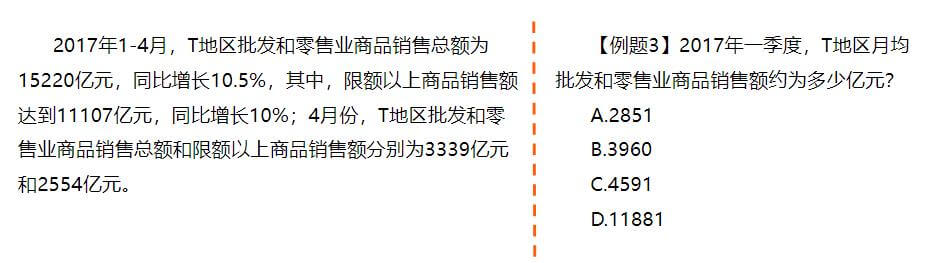 2017年1-4月，T地区批发和零售业商品销售总额为
15220亿元，同比增长10.5%，其中，限额以上商品销售额
达到11107亿元，同比增长10%；4月份，T地区批发和零
售业商品销售总额和限额以上商品销售额分别为3339亿元
和2554亿元。
【例题3】2017年一季度，T地区月均
批发和零售业商品销售额约为多少亿元？
A.2851
B.3960
C.4591
D.11881